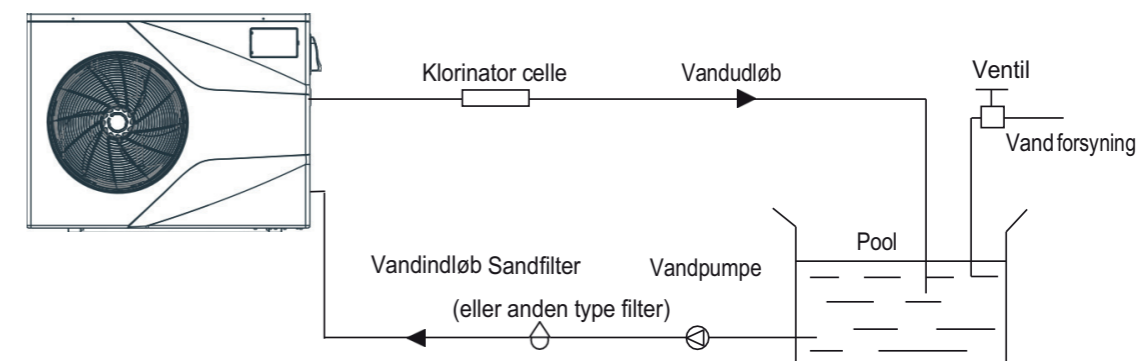 Klorinator celle
Vandudløb
Ventil
Vand forsyning
Pool
Vandindløb Sandfilter
Vandpumpe
(eller anden type filter)